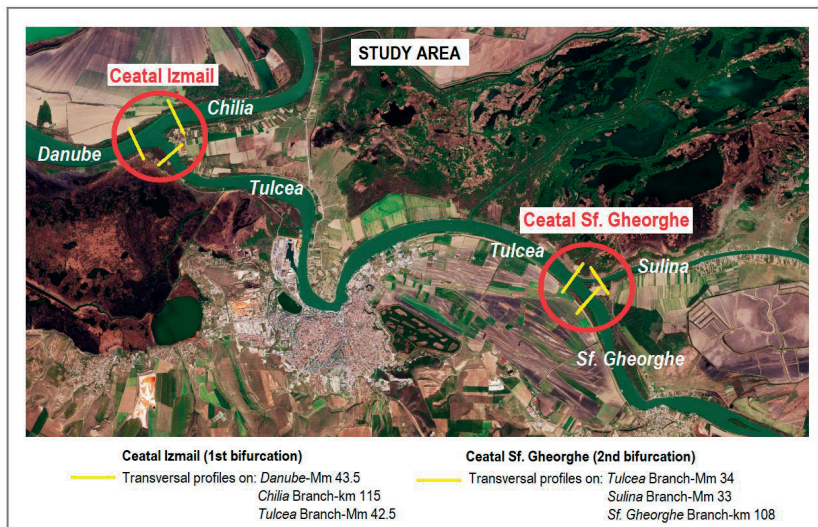 STUDY AREA
Ceatal Izmail
Chilia
Danube
Tulcea
Ceatal Sf. Gheorghe
Tulcea
Sulina
Sf. Gheorghe
Ceatal Izmail (1st bifurcation)
Transversal profiles on: Danube-Mm 43.5
Chilia Branch-km 115
Tulcea Branch-Mm 42.5
Ceatal Sf. Gheorghe (2nd bifurcation)
Transversal profiles on: Tulcea Branch-Mm 34
Sulina Branch-Mm 33
Sf. Gheorghe Branch-km 108